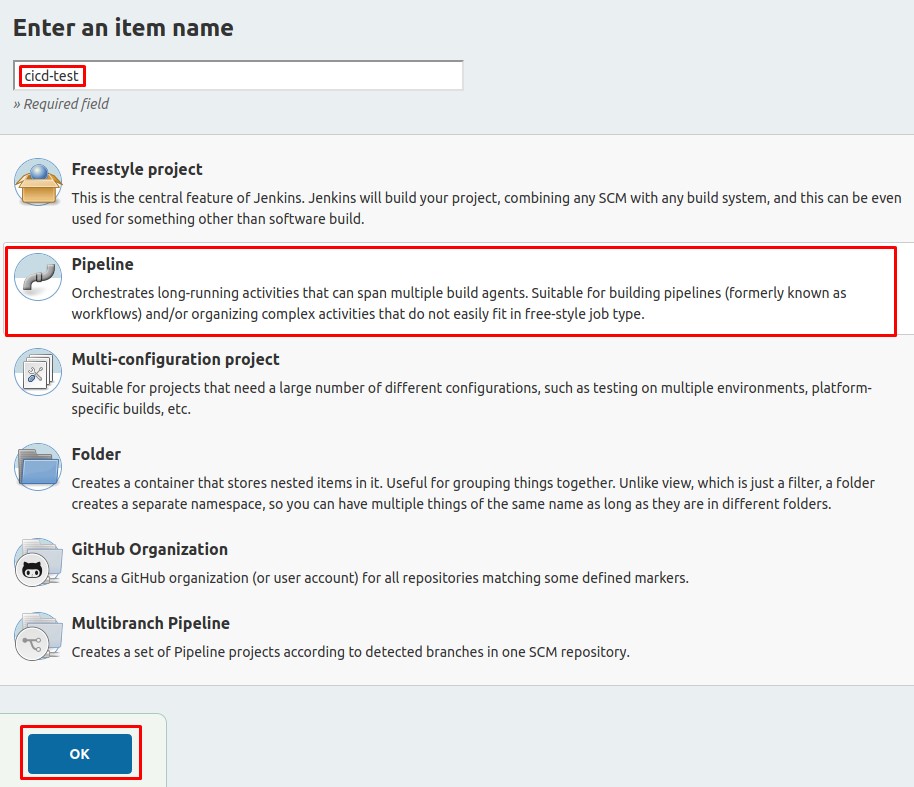 Enter an item name
cicd-test
» Required field
Freestyle project
This is the central feature of Jenkins. Jenkins will build your project, combining any SCM with any build system, and this can be even
used for something other than software build.
Pipeline
Orchestrates long-running activities that can span multiple build agents. Suitable for building pipelines (formerly known as
workflows) and/or organizing complex activities that do not easily fit in free-style job type.
Multi-configuration project
Suitable for projects that need a large number of different configurations, such as testing on multiple environments, platform-
specific builds, etc.
Folder
Creates a container that stores nested items in it. Useful for grouping things together. Unlike view, which is just a filter, a folder
creates a separate namespace, so you can have multiple things of the same name as long as they are in different folders.
GitHub Organization
Scans a GitHub organization (or user account) for all repositories matching some defined markers.
Multibranch Pipeline
Creates a set of Pipeline projects according to detected branches in one SCM repository.
OK